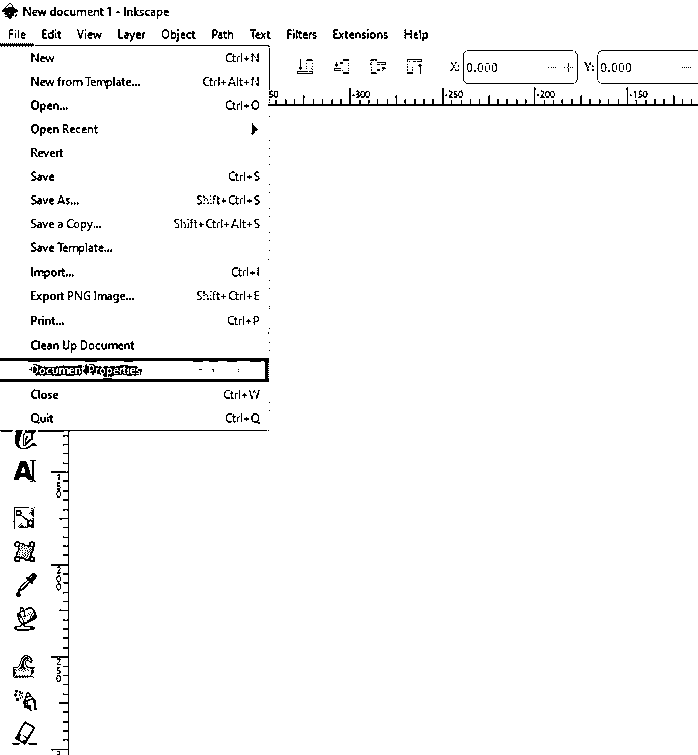 New document 1 - Inkscape
File Edit View Layer Object Path Text Filters Extensions Help
New Ctrl+N
New from Template... Ctrl+Alt+N
Open... Ctrl+O
Open Recent
Revert
Save Ctrl+S
Save As... Shift+Ctrl+S
Save a Copy... Shift+Ctrl+Alt+S
Save Template...
Import... Ctrl+I
Export PNG Image... Shift+Ctrl+E
Print... Ctrl+P
Clean Up Document
Document Properties
Close Ctrl+W
Quit Ctrl+Q
X: 0.000 Y: 0.000
-300 -250 -200 -150
150
200
250